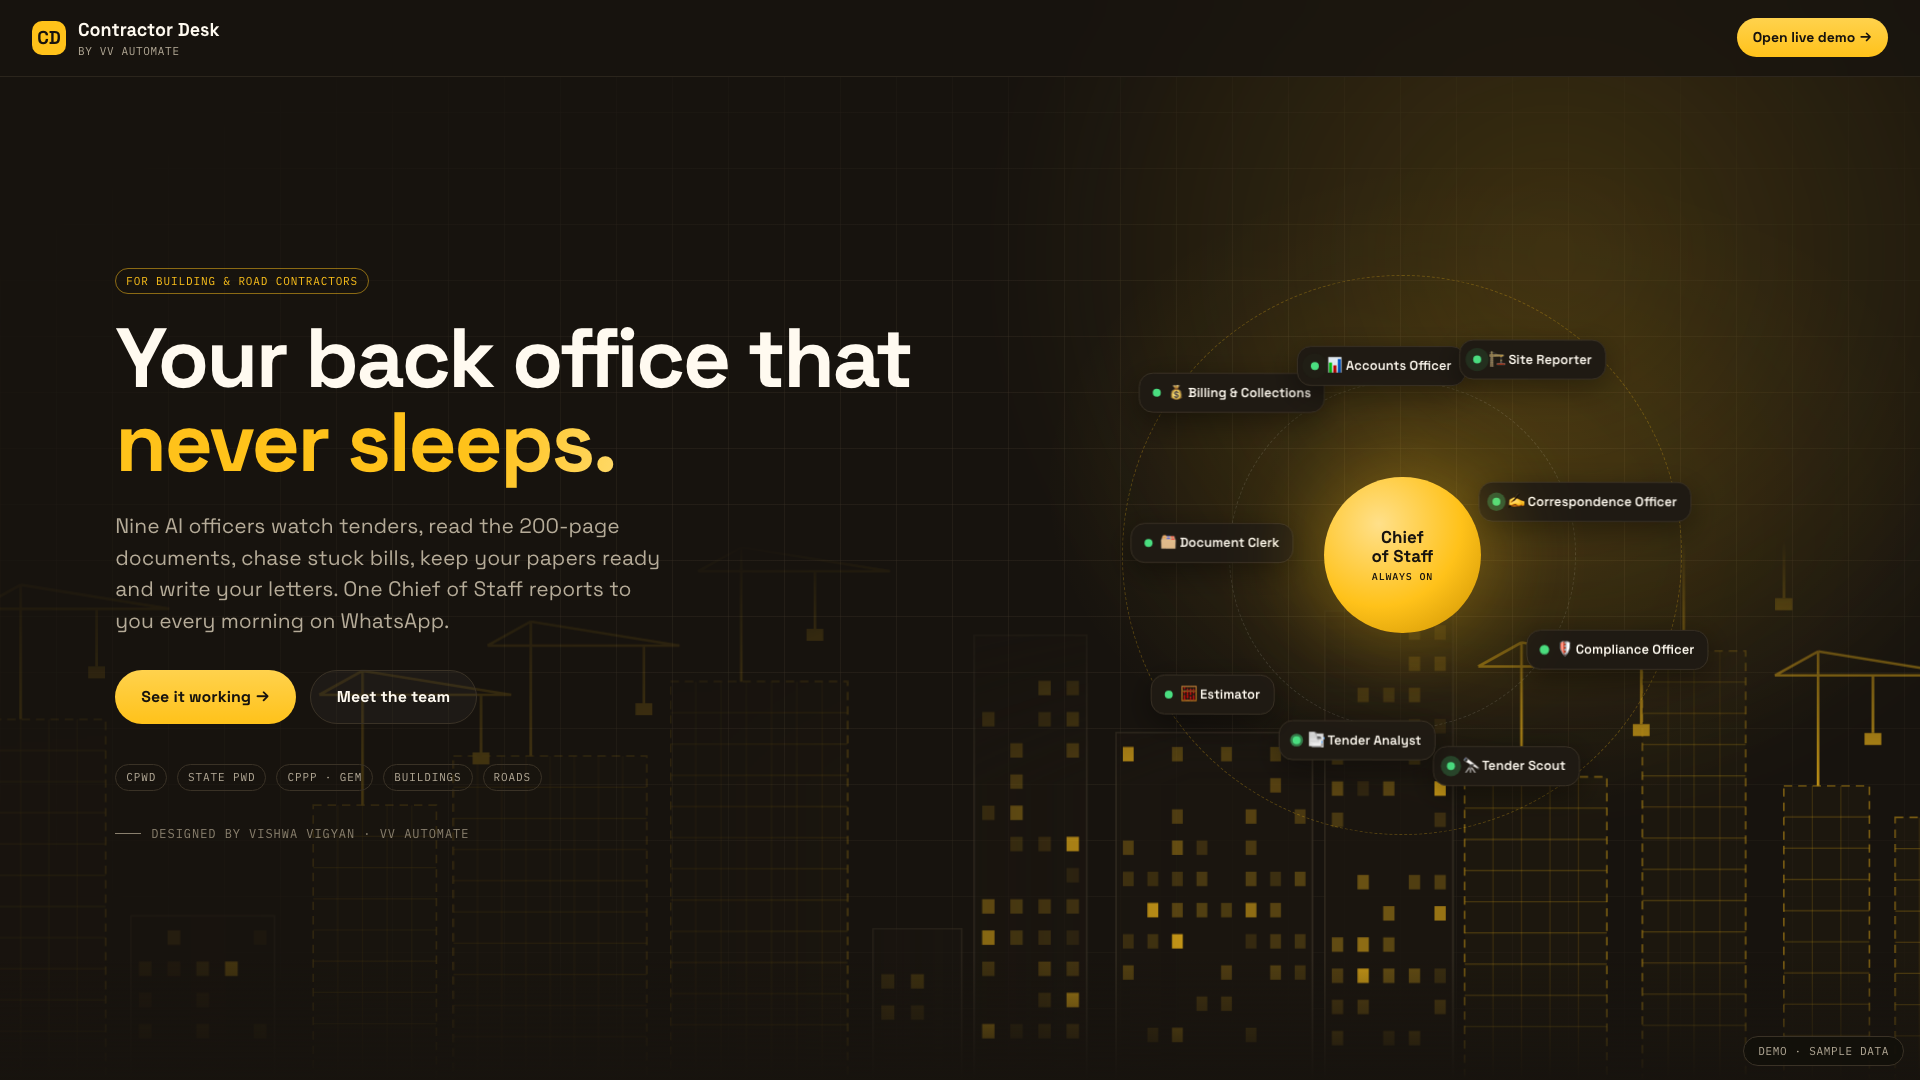 CD
Contractor Desk
BY VV AUTOMATE
Open live demo →
FOR BUILDING & ROAD CONTRACTORS
Your back office that
never sleeps.
Nine AI officers watch tenders, read the 200-page
documents, chase stuck bills, keep your papers ready
and write your letters. One Chief of Staff reports to
you every morning on WhatsApp.
See it working →
Meet the team
CPWD
STATE PWD
CPPP · GEM
BUILDINGS
ROADS
DESIGNED BY VISHWA VIGYAN · VV AUTOMATE
Billing & Collections
Accounts Officer
Site Reporter
Correspondence Officer
Document Clerk
Chief
of Staff
ALWAYS ON
Compliance Officer
Estimator
Tender Analyst
Tender Scout
DEMO · SAMPLE DATA